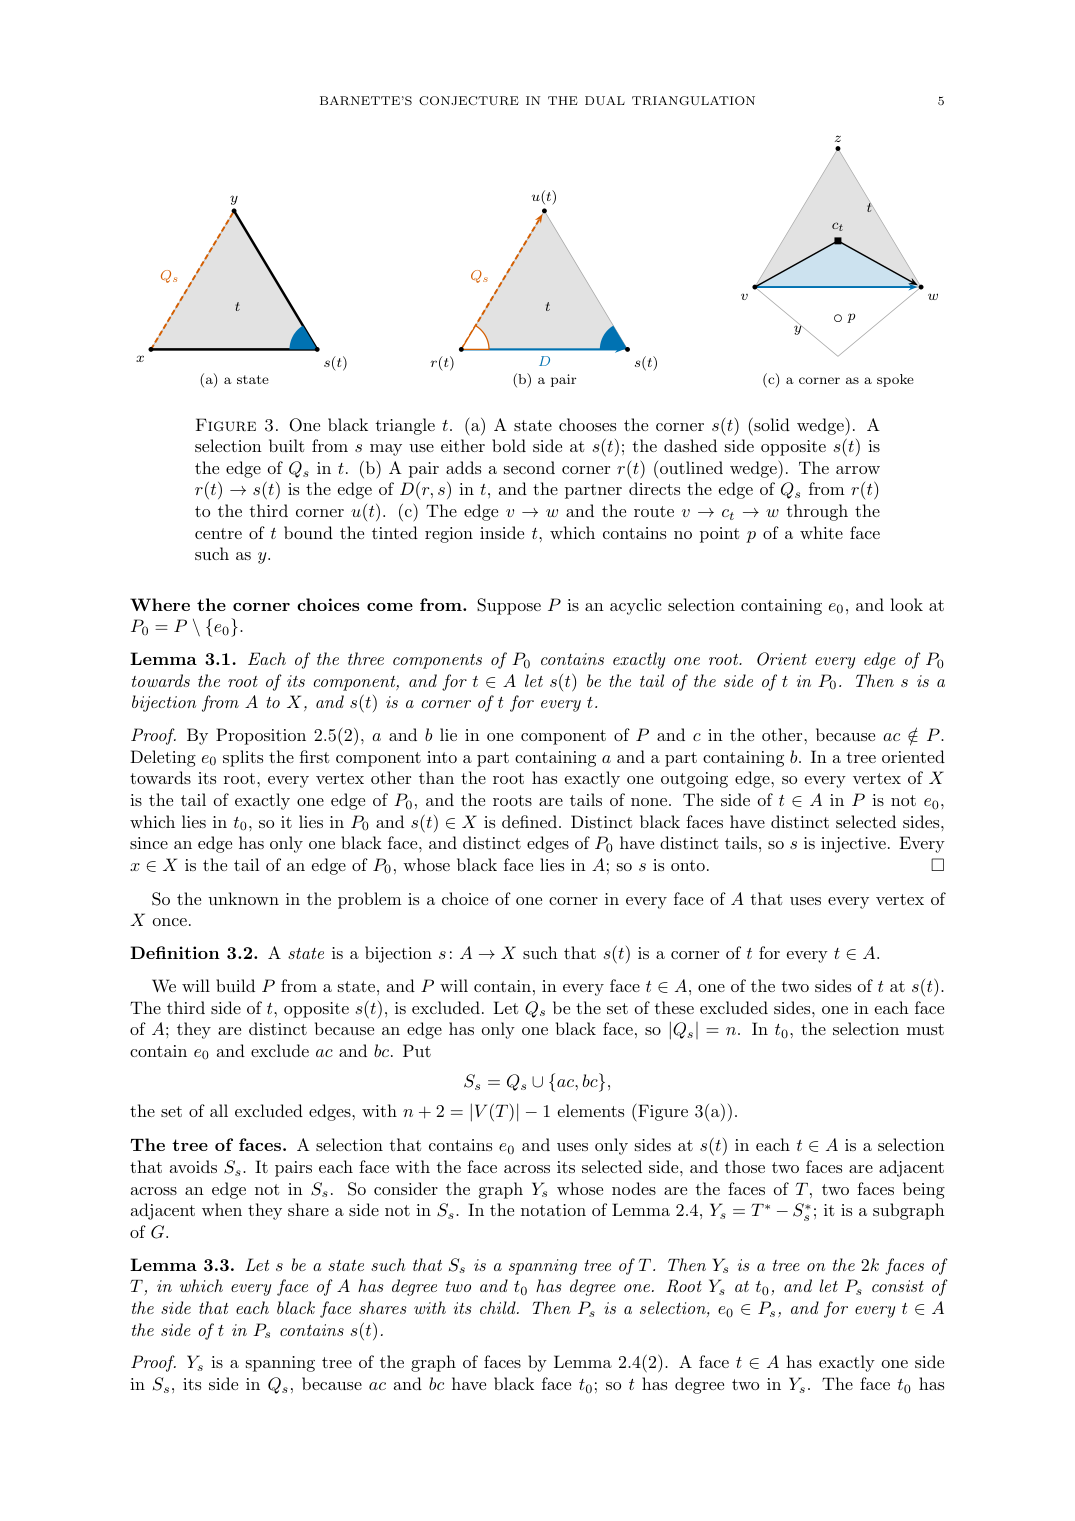 BARNETTE'S CONJECTURE IN THE DUAL TRIANGULATION 5
y
Q_s
t
x
s(t)
(a) a state
u(t)
Q_s
t
r(t)
D
s(t)
(b) a pair
z
t
c_t
v
w
p
y
(c) a corner as a spoke
FIGURE 3. One black triangle t. (a) A state chooses the corner s(t) (solid wedge). A
selection built from s may use either bold side at s(t); the dashed side opposite s(t) is
the edge of Q_s in t. (b) A pair adds a second corner r(t) (outlined wedge). The arrow
r(t) → s(t) is the edge of D(r, s) in t, and the partner directs the edge of Q_s from r(t)
to the third corner u(t). (c) The edge v → w and the route v → c_t → w through the
centre of t bound the tinted region inside t, which contains no point p of a white face
such as y.
Where the corner choices come from. Suppose P is an acyclic selection containing e_0, and look at
P_0 = P \ {e_0}.
Lemma 3.1. Each of the three components of P_0 contains exactly one root. Orient every edge of P_0
towards the root of its component, and for t ∈ A let s(t) be the tail of the side of t in P_0. Then s is a
bijection from A to X, and s(t) is a corner of t for every t.
Proof. By Proposition 2.5(2), a and b lie in one component of P and c in the other, because ac ∉ P.
Deleting e_0 splits the first component into a part containing a and a part containing b. In a tree oriented
towards its root, every vertex other than the root has exactly one outgoing edge, so every vertex of X
is the tail of exactly one edge of P_0, and the roots are tails of none. The side of t ∈ A in P is not e_0,
which lies in t_0, so it lies in P_0 and s(t) ∈ X is defined. Distinct black faces have distinct selected sides,
since an edge has only one black face, and distinct edges of P_0 have distinct tails, so s is injective. Every
x ∈ X is the tail of an edge of P_0, whose black face lies in A; so s is onto. □
So the unknown in the problem is a choice of one corner in every face of A that uses every vertex of
X once.
Definition 3.2. A state is a bijection s: A → X such that s(t) is a corner of t for every t ∈ A.
We will build P from a state, and P will contain, in every face t ∈ A, one of the two sides of t at s(t).
The third side of t, opposite s(t), is excluded. Let Q_s be the set of these excluded sides, one in each face
of A; they are distinct because an edge has only one black face, so |Q_s| = n. In t_0, the selection must
contain e_0 and exclude ac and bc. Put
S_s = Q_s ∪ {ac, bc},
the set of all excluded edges, with n + 2 = |V(T)| − 1 elements (Figure 3(a)).
The tree of faces. A selection that contains e_0 and uses only sides at s(t) in each t ∈ A is a selection
that avoids S_s. It pairs each face with the face across its selected side, and those two faces are adjacent
across an edge not in S_s. So consider the graph Y_s whose nodes are the faces of T, two faces being
adjacent when they share a side not in S_s. In the notation of Lemma 2.4, Y_s = T* − S_s*; it is a subgraph
of G.
Lemma 3.3. Let s be a state such that S_s is a spanning tree of T. Then Y_s is a tree on the 2k faces of
T, in which every face of A has degree two and t_0 has degree one. Root Y_s at t_0, and let P_s consist of
the side that each black face shares with its child. Then P_s is a selection, e_0 ∈ P_s, and for every t ∈ A
the side of t in P_s contains s(t).
Proof. Y_s is a spanning tree of the graph of faces by Lemma 2.4(2). A face t ∈ A has exactly one side
in S_s, its side in Q_s, because ac and bc have black face t_0; so t has degree two in Y_s. The face t_0 has